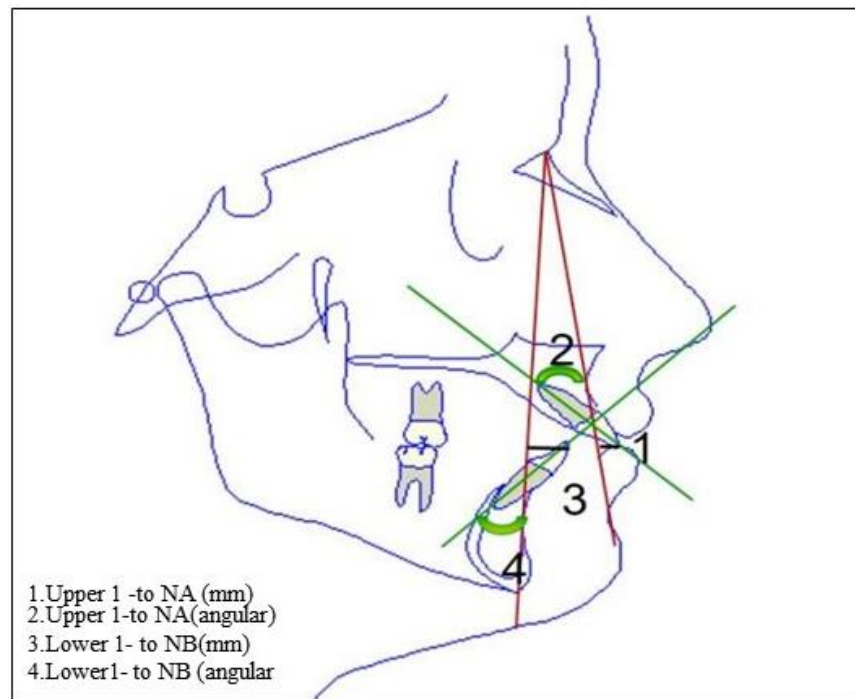 2
1
3
4
1.Upper 1 -to NA (mm)
2.Upper 1-to NA(angular)
3.Lower 1- to NB(mm)
4.Lower1- to NB (angular